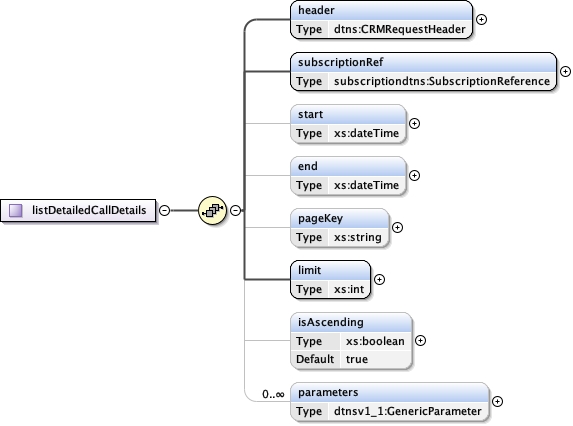 header
Type dtns:CRMRequestHeader
subscriptionRef
Type subscriptiondtns:SubscriptionReference
start
Type xs:dateTime
end
Type xs:dateTime
listDetailedCallDetails
pageKey
Type xs:string
limit
Type xs:int
isAscending
Type xs:boolean
Default true
0..∞
parameters
Type dtnsv1_1:GenericParameter